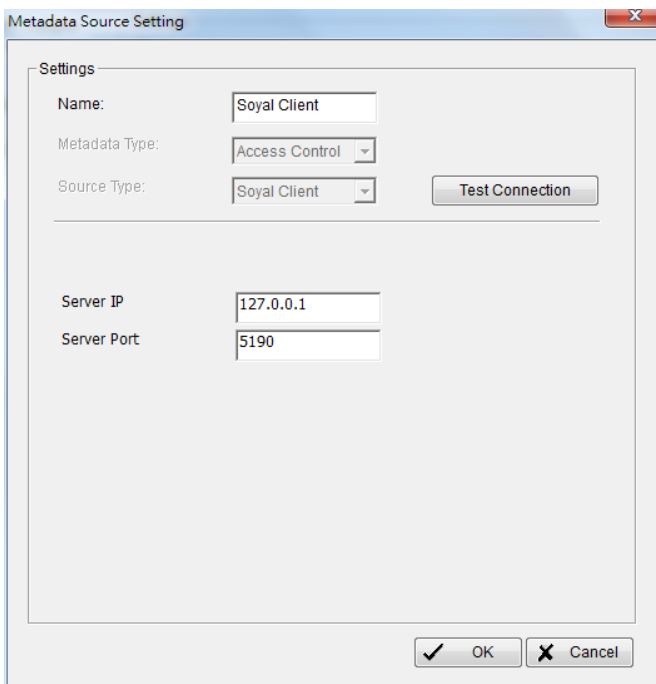 Metadata Source Setting
Settings
Name: Soyal Client
Metadata Type: Access Control
Source Type: Soyal Client Test Connection
Server IP 127.0.0.1
Server Port 5190
OK Cancel